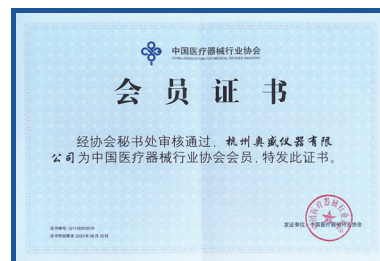 中国医疗器械行业协会
CHINA ASSOCIATION FOR MEDICAL DEVICES INDUSTRY
会员证书
经协会秘书处审核通过，杭州奥威仪器有限
公司为中国医疗器械行业协会会员，特发此证书。
发证单位：中国医疗器械行业协会